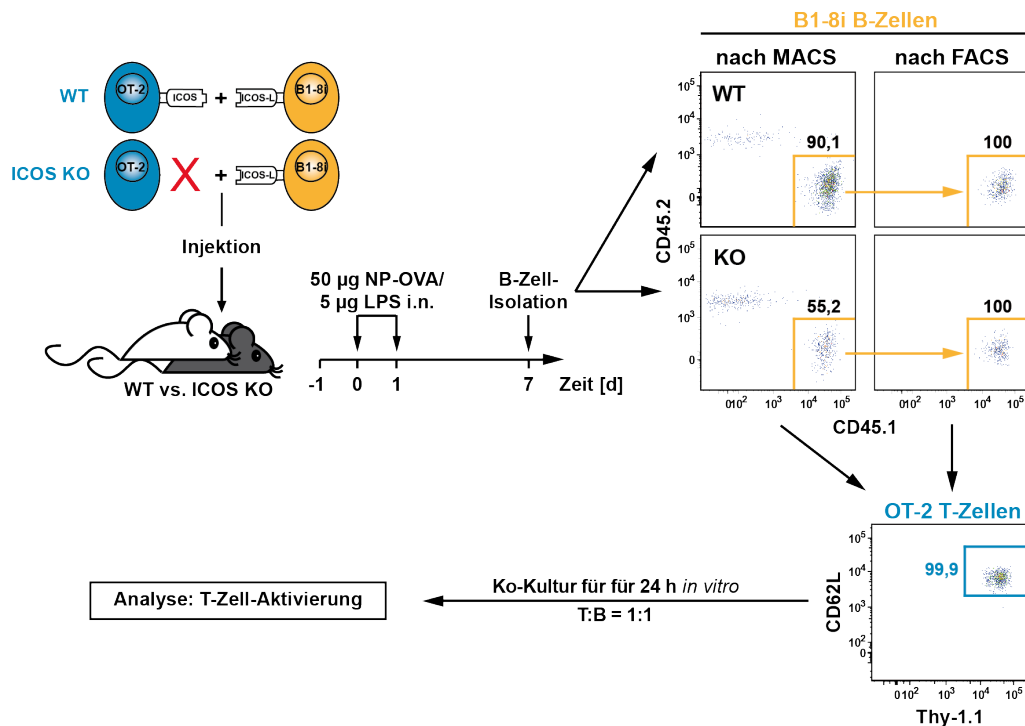 B1-8i B-Zellen
nach MACS
nach FACS
WT
OT-2
ICOS
+
ICOS-L
B1-8i
ICOS KO
OT-2
X
+
ICOS-L
B1-8i
Injektion
WT vs. ICOS KO
50 µg NP-OVA/
5 µg LPS i.n.
B-Zell-
Isolation
-1
0
1
7
Zeit [d]
CD45.2
10⁵
10⁴
10³
0
WT
90,1
100
10⁵
10⁴
10³
0
KO
55,2
100
0 10² 10³ 10⁴ 10⁵
0 10² 10³ 10⁴ 10⁵
CD45.1
OT-2 T-Zellen
CD62L
10⁵
10⁴
10³
10²
0
99,9
0 10² 10³ 10⁴ 10⁵
Thy-1.1
Ko-Kultur für für 24 h in vitro
T:B = 1:1
Analyse: T-Zell-Aktivierung